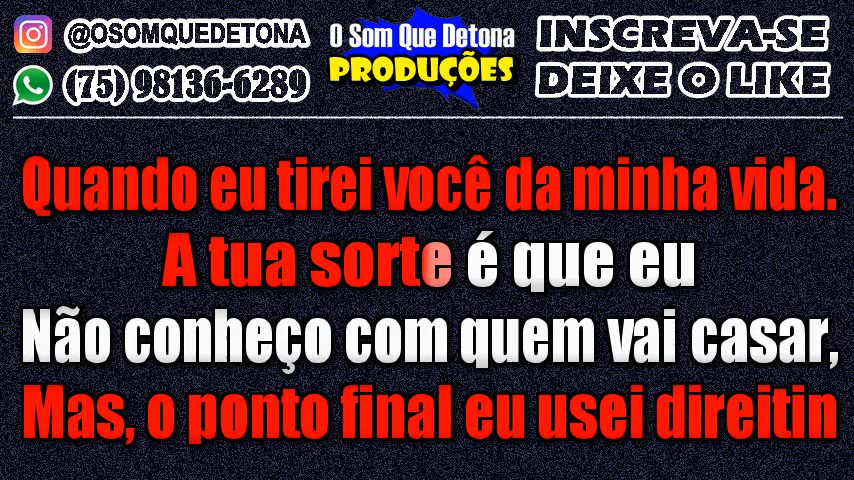 @OSOMQUEDETONA
(75) 98136-6289
O Som Que Detona
PRODUÇÕES
INSCREVA-SE
DEIXE O LIKE
Quando eu tirei você da minha vida.
A tua sorte é que eu
Não conheço com quem vai casar,
Mas, o ponto final eu usei direitin